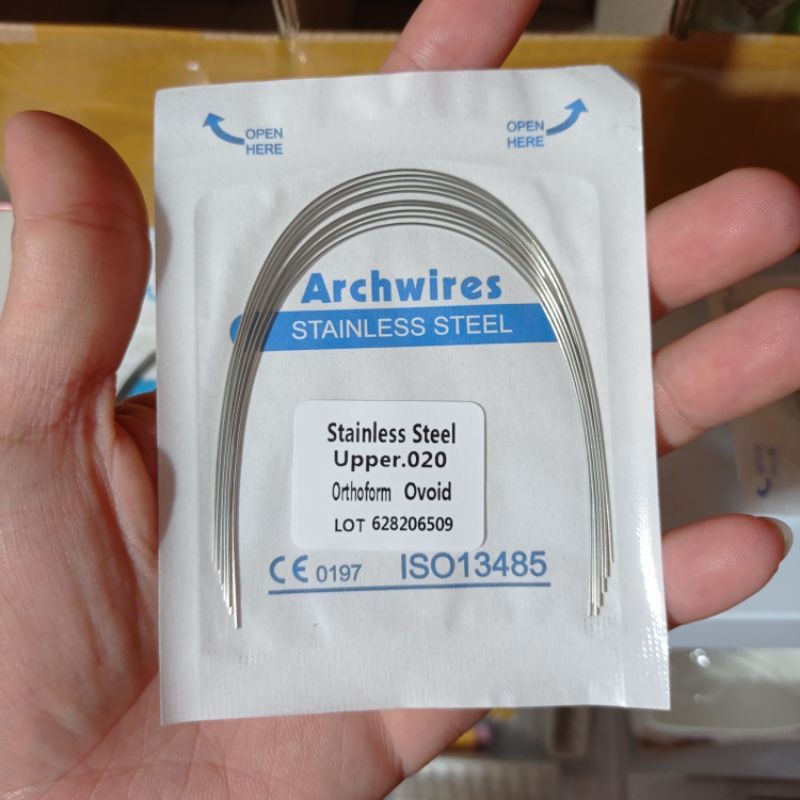 OPEN
HERE
OPEN
HERE
Archwires
STAINLESS STEEL
Stainless Steel
Upper.020
Orthoform Ovoid
LOT 628206509
CE 0197 ISO13485